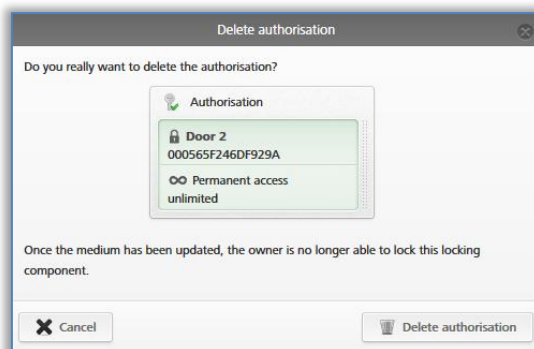 Delete authorisation
Do you really want to delete the authorisation?
Authorisation
Door 2
000565F246DF929A
Permanent access
unlimited
Once the medium has been updated, the owner is no longer able to lock this locking
component.
Cancel
Delete authorisation